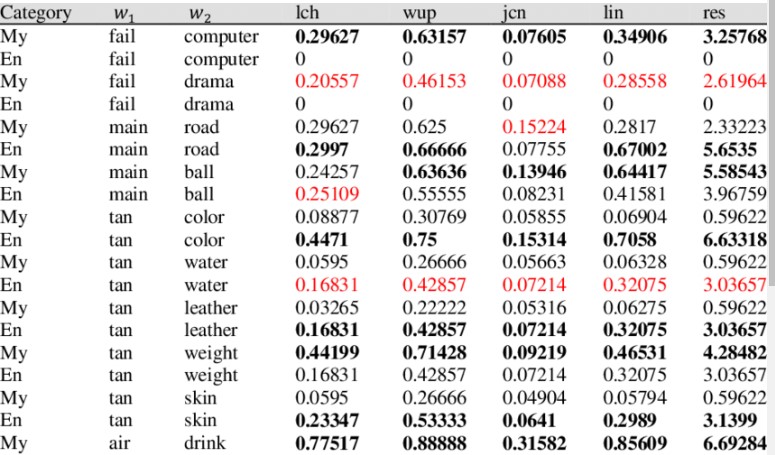 Category w₁ w₂ lch wup jcn lin res
My fail computer 0.29627 0.63157 0.07605 0.34906 3.25768
En fail computer 0 0 0 0 0
My fail drama 0.20557 0.46153 0.07088 0.28558 2.61964
En fail drama 0 0 0 0 0
My main road 0.29627 0.625 0.15224 0.2817 2.33223
En main road 0.2997 0.66666 0.07755 0.67002 5.6535
My main ball 0.24257 0.63636 0.13946 0.64417 5.58543
En main ball 0.25109 0.55555 0.08231 0.41581 3.96759
My tan color 0.08877 0.30769 0.05855 0.06904 0.59622
En tan color 0.4471 0.75 0.15314 0.7058 6.63318
My tan water 0.0595 0.26666 0.05663 0.06328 0.59622
En tan water 0.16831 0.42857 0.07214 0.32075 3.03657
My tan leather 0.03265 0.22222 0.05316 0.06275 0.59622
En tan leather 0.16831 0.42857 0.07214 0.32075 3.03657
My tan weight 0.44199 0.71428 0.09219 0.46531 4.28482
En tan weight 0.16831 0.42857 0.07214 0.32075 3.03657
My tan skin 0.0595 0.26666 0.04904 0.05794 0.59622
En tan skin 0.23347 0.53333 0.0641 0.2989 3.1399
My air drink 0.77517 0.88888 0.31582 0.85609 6.69284